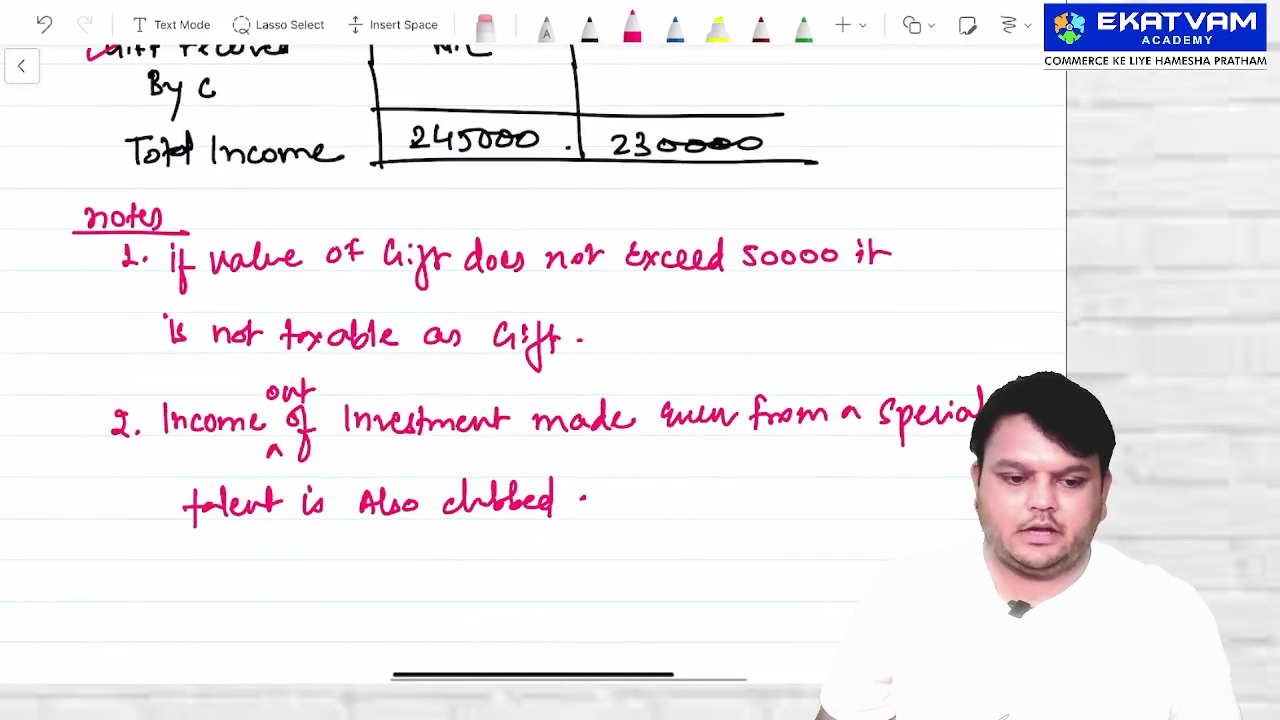 Text Mode Lasso Select Insert Space
EKATVAM
ACADEMY
COMMERCE KE LIYE HAMESHA PRATHAM
By C
Total Income 245000 230000
notes
1. if value of Gift does not exceed 50000 it
is not taxable as Gift.
out
2. Income of Investment made even from a special
talent is Also clubbed.